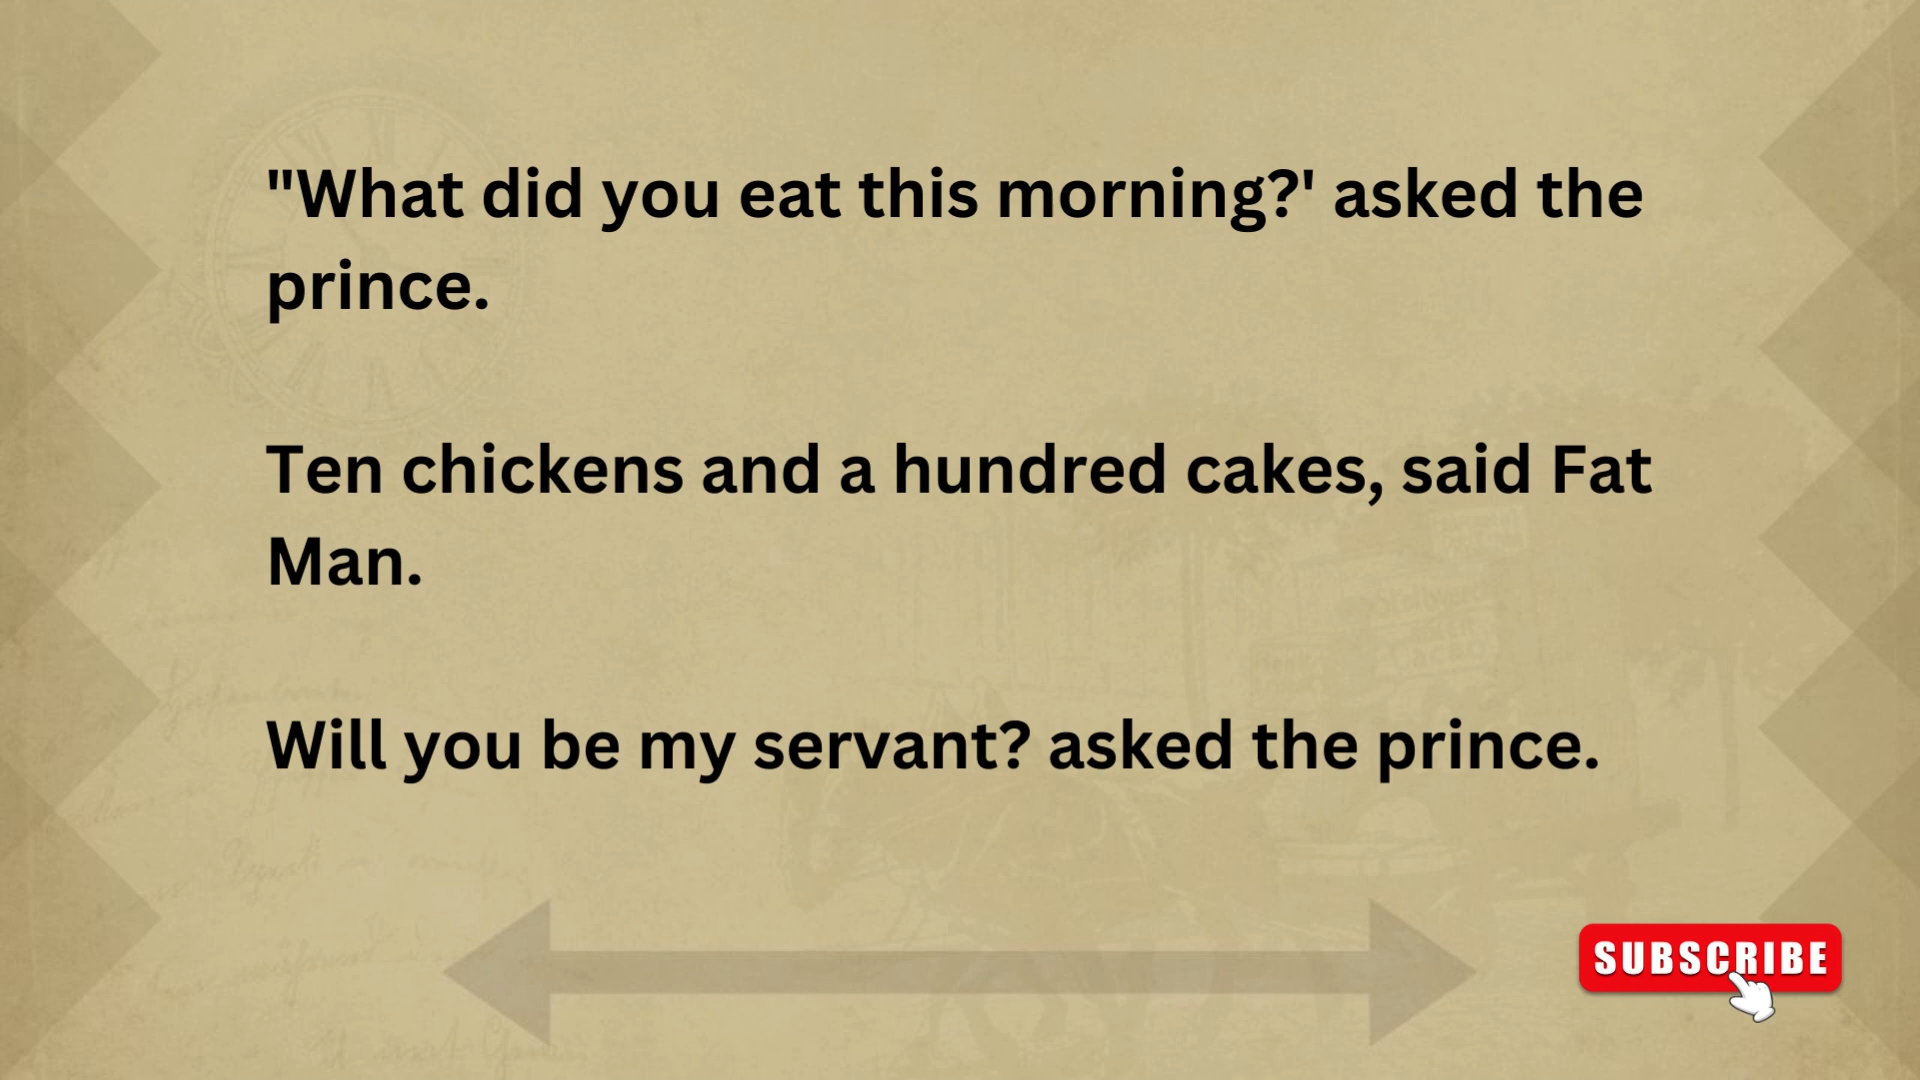 "What did you eat this morning?' asked the
prince.
Ten chickens and a hundred cakes, said Fat
Man.
Will you be my servant? asked the prince.
SUBSCRIBE